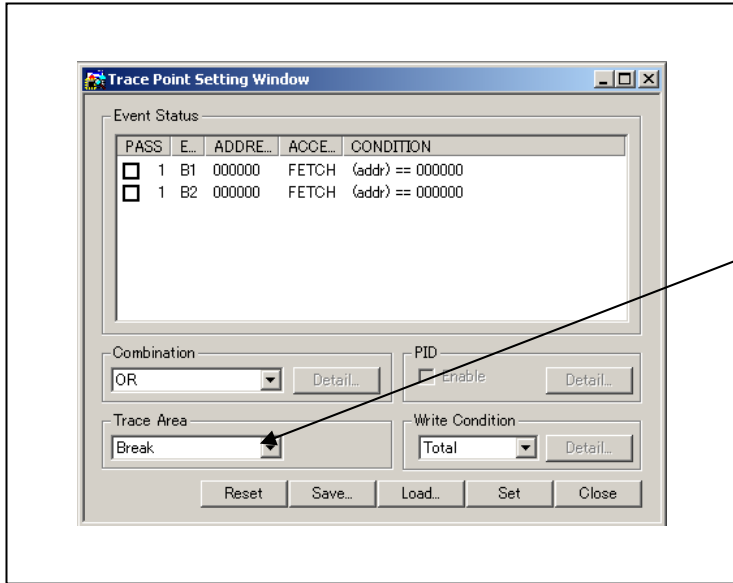 Trace Point Setting Window
Event Status
PASS E... ADDRE... ACCE... CONDITION
1 B1 000000 FETCH (addr) == 000000
1 B2 000000 FETCH (addr) == 000000
Combination
OR Detail...
PID
Enable Detail...
Trace Area
Break
Write Condition
Total Detail...
Reset Save... Load... Set Close